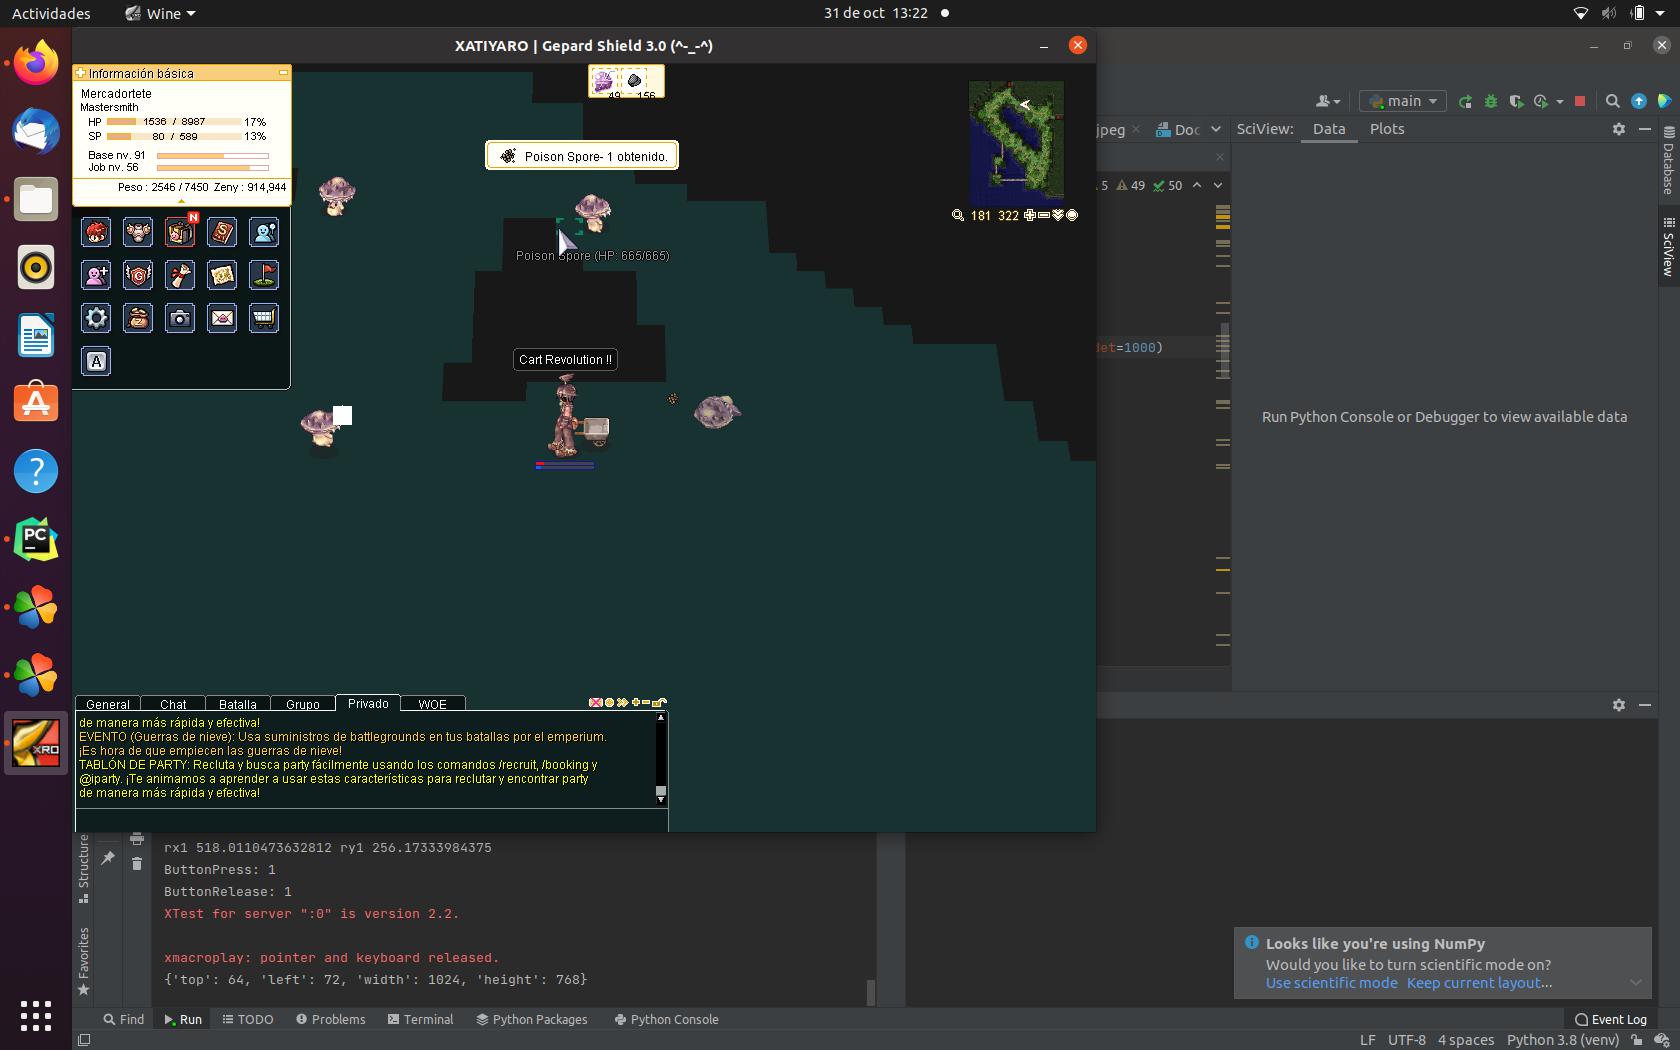 Actividades
Wine
31 de oct 13:22
XATIYARO | Gepard Shield 3.0 (^-_-^)
Información básica
Mercadortete
Mastersmith
HP 1536 / 8987 17%
SP 80 / 589 13%
Base nv. 91
Job nv. 56
Peso : 2546 / 7450 Zeny : 914,944
N
A
49 156
Poison Spore- 1 obtenido.
Poison Spore (HP: 665/665)
Cart Revolution !!
181 322
main
jpeg
Doc
SciView: Data Plots
5 49 50
det=1000)
Run Python Console or Debugger to view available data
Database
SciView
General Chat Batalla Grupo Privado WOE
de manera más rápida y efectiva!
EVENTO (Guerras de nieve): Usa suministros de battlegrounds en tus batallas por el emperium.
¡Es hora de que empiecen las guerras de nieve!
TABLÓN DE PARTY: Recluta y busca party fácilmente usando los comandos /recruit, /booking y
@iparty. ¡Te animamos a aprender a usar estas características para reclutar y encontrar party
de manera más rápida y efectiva!
PC
XRO
Structure
Favorites
rx1 518.0110473632812 ry1 256.17333984375
ButtonPress: 1
ButtonRelease: 1
XTest for server ":0" is version 2.2.
xmacroplay: pointer and keyboard released.
{'top': 64, 'left': 72, 'width': 1024, 'height': 768}
Looks like you're using NumPy
Would you like to turn scientific mode on?
Use scientific mode Keep current layout...
Find Run TODO Problems Terminal Python Packages Python Console
Event Log
LF UTF-8 4 spaces Python 3.8 (venv)